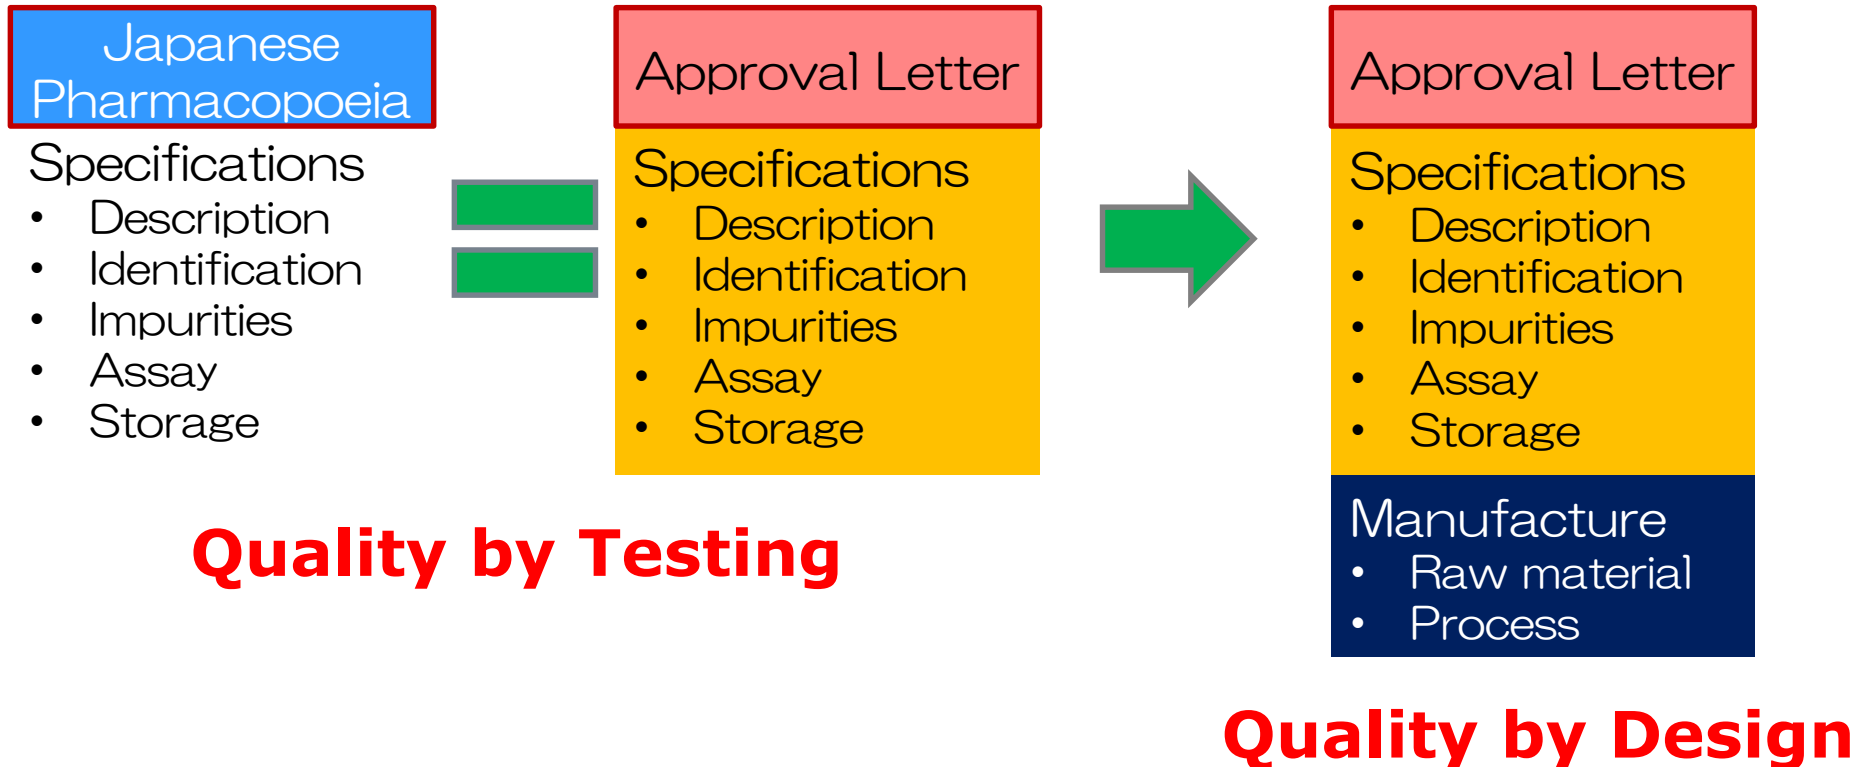 Japanese
Pharmacopoeia
Specifications
• Description
• Identification
• Impurities
• Assay
• Storage
Approval Letter
Specifications
• Description
• Identification
• Impurities
• Assay
• Storage
Quality by Testing
Approval Letter
Specifications
• Description
• Identification
• Impurities
• Assay
• Storage
Manufacture
• Raw material
• Process
Quality by Design